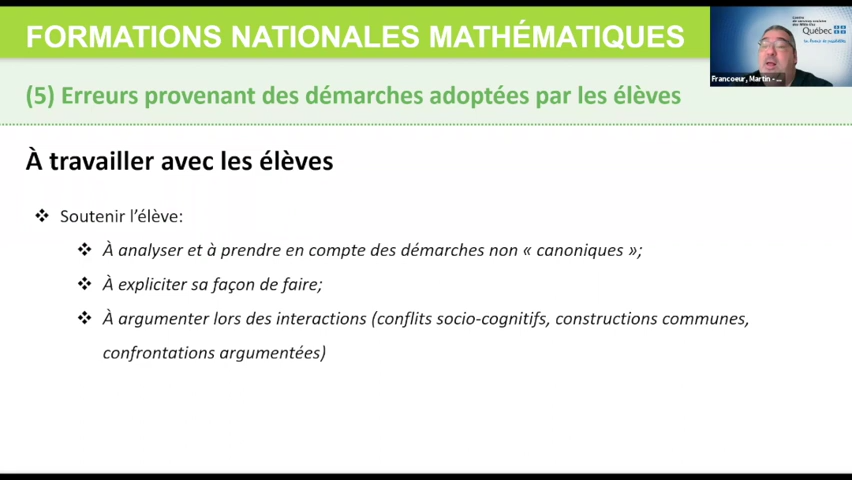 FORMATIONS NATIONALES MATHÉMATIQUES
(5) Erreurs provenant des démarches adoptées par les élèves
À travailler avec les élèves
❖ Soutenir l'élève:
❖ À analyser et à prendre en compte des démarches non « canoniques »;
❖ À expliciter sa façon de faire;
❖ À argumenter lors des interactions (conflits socio-cognitifs, constructions communes,
confrontations argumentées)
Québec
Francoeur, Martin - ...